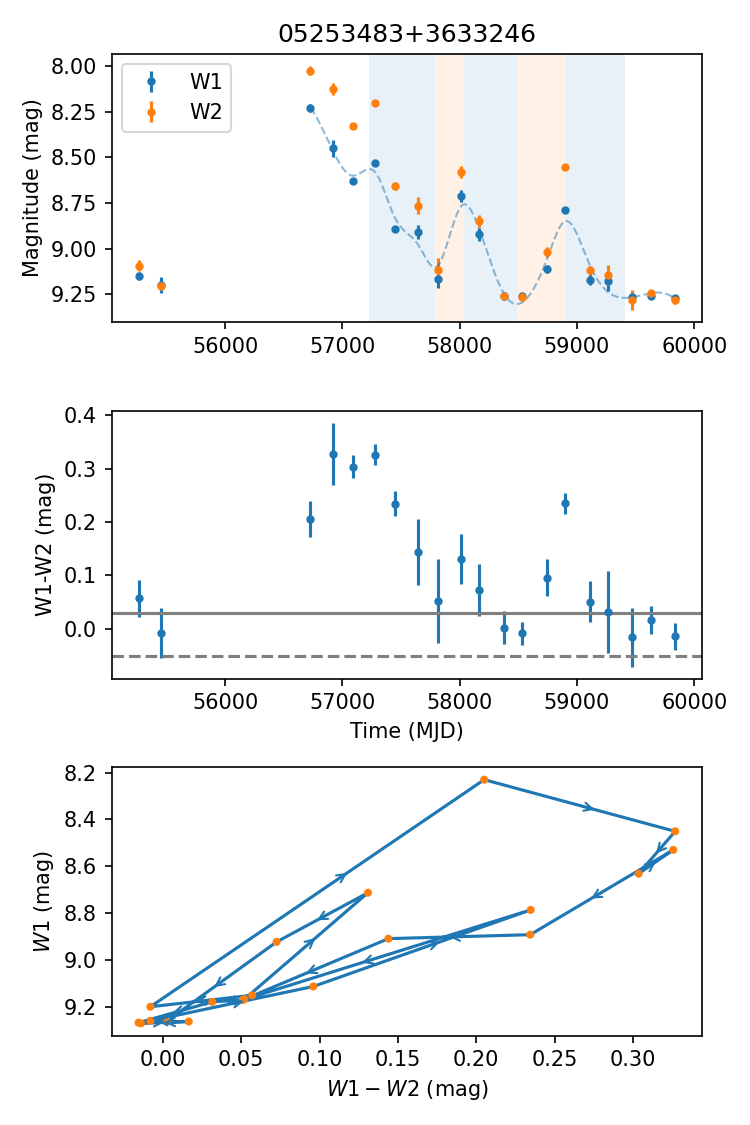 05253483+3633246
Magnitude (mag)
8.00
8.25
8.50
8.75
9.00
9.25
W1
W2
56000 57000 58000 59000 60000
W1-W2 (mag)
0.4
0.3
0.2
0.1
0.0
56000 57000 58000 59000 60000
Time (MJD)
W1 (mag)
8.2
8.4
8.6
8.8
9.0
9.2
0.00 0.05 0.10 0.15 0.20 0.25 0.30
W1 − W2 (mag)